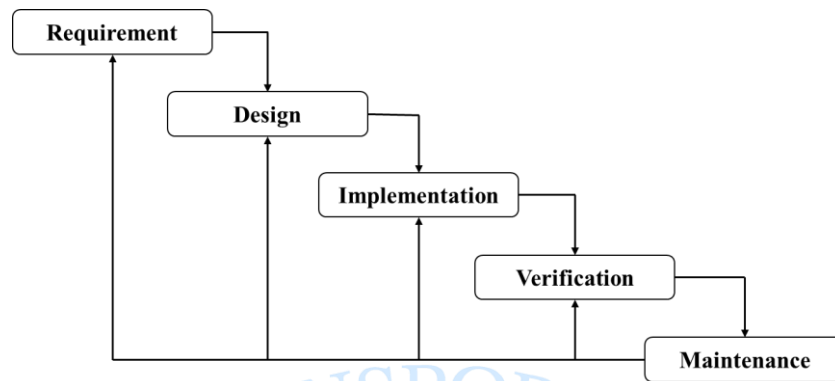 Requirement
Design
Implementation
Verification
Maintenance